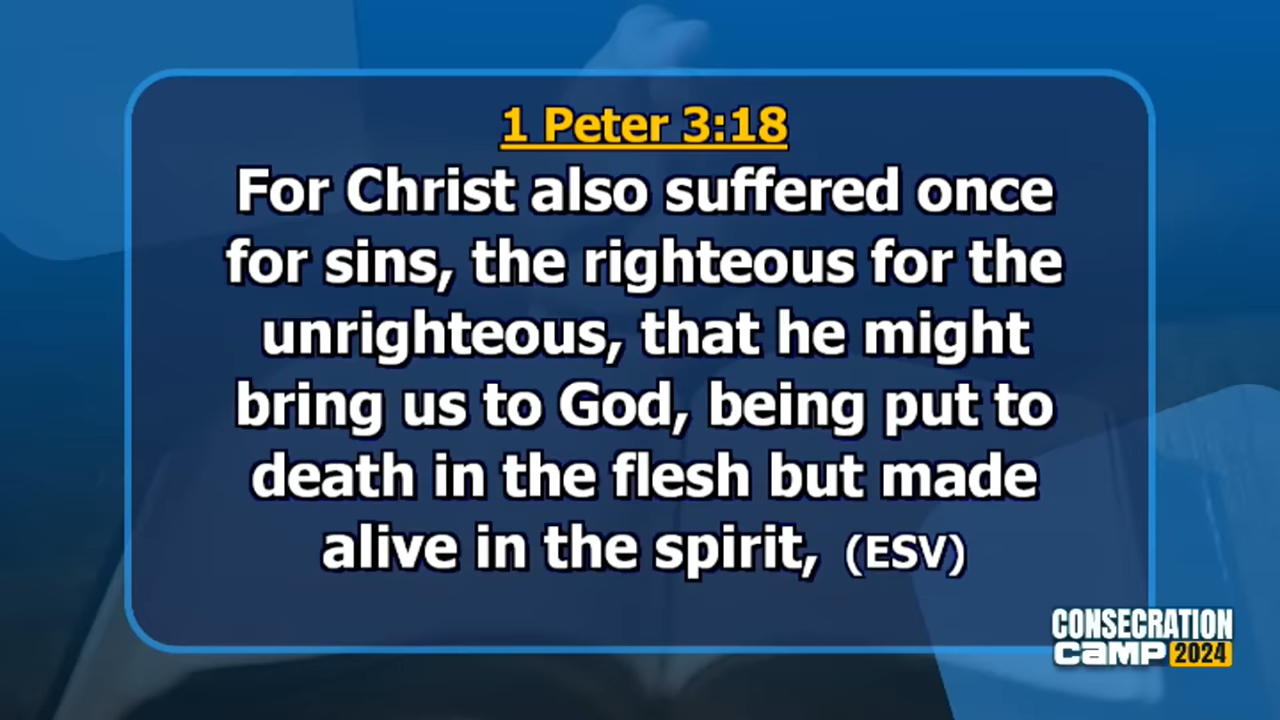 1 Peter 3:18
For Christ also suffered once
for sins, the righteous for the
unrighteous, that he might
bring us to God, being put to
death in the flesh but made
alive in the spirit, (ESV)
CONSECRATION
CAMP 2024